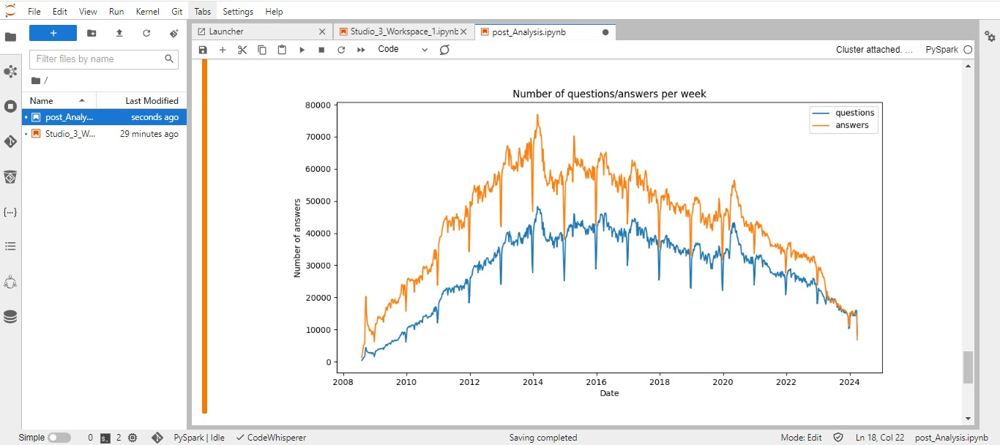 File Edit View Run Kernel Git Tabs Settings Help
+
Launcher
Studio_3_Workspace_1.ipynb
post_Analysis.ipynb
Code
Cluster attached. ...
PySpark
Filter files by name
/
Name
Last Modified
post_Analy...
seconds ago
Studio_3_W...
29 minutes ago
Number of questions/answers per week
questions
answers
80000
70000
60000
50000
40000
30000
20000
10000
0
Number of answers
2008 2010 2012 2014 2016 2018 2020 2022 2024
Date
Simple
0
2
PySpark | Idle
CodeWhisperer
Saving completed
Mode: Edit
Ln 18, Col 22
post_Analysis.ipynb